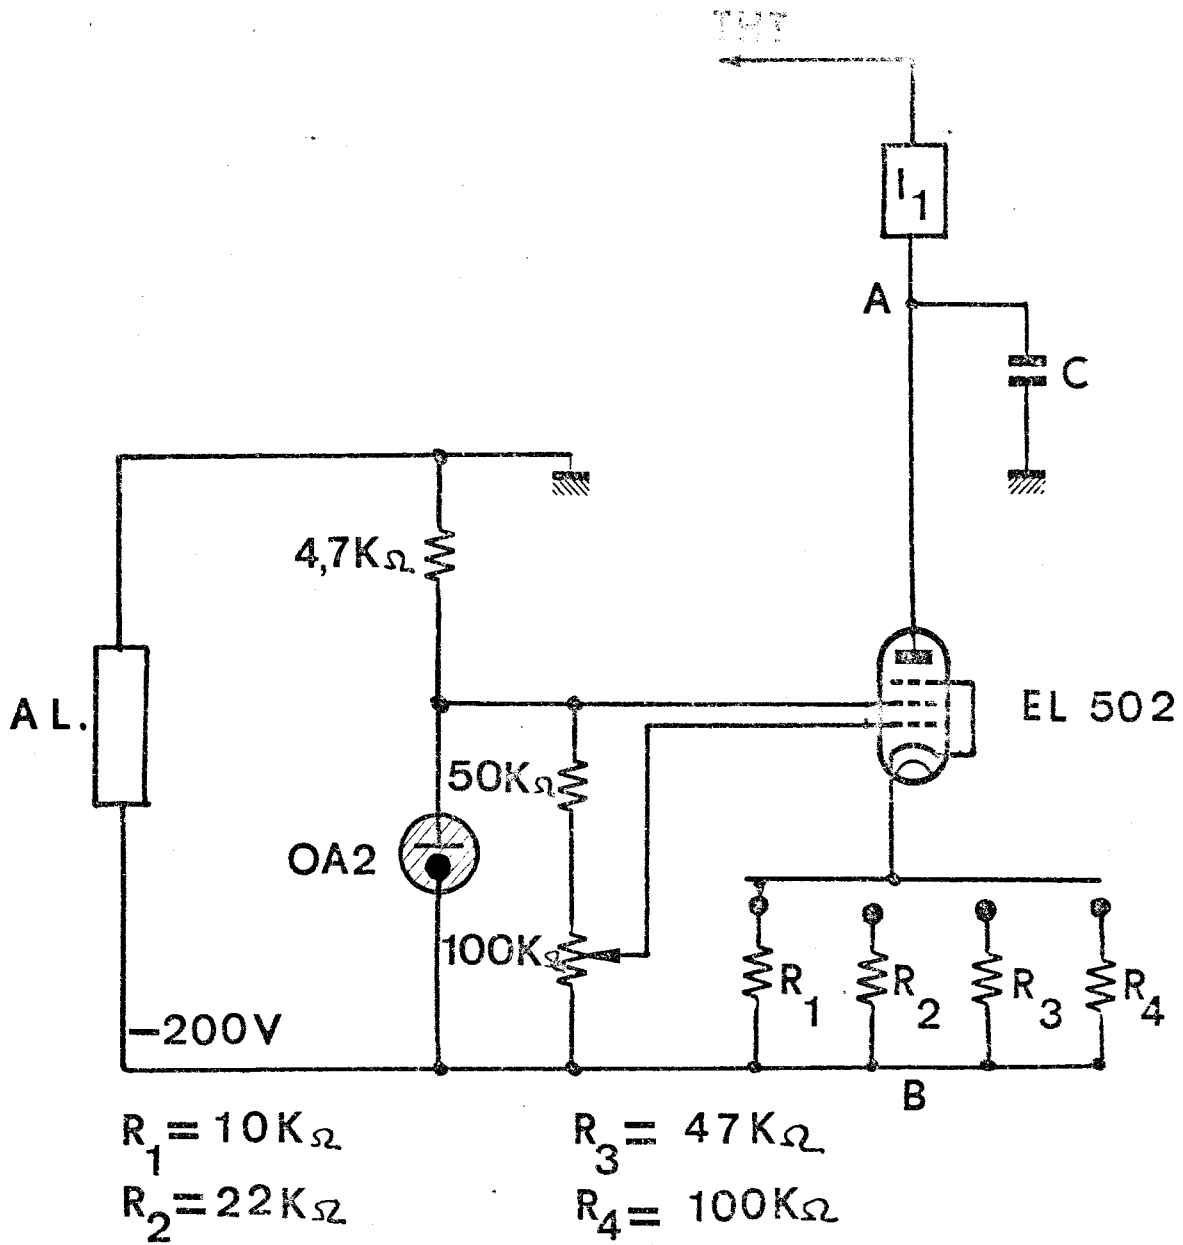 THT
I1
A
C
4,7KΩ
AL.
EL 502
50KΩ
OA2
100KΩ
R1
R2
R3
R4
-200V
B
R1 = 10KΩ
R3 = 47KΩ
R2 = 22KΩ
R4 = 100KΩ